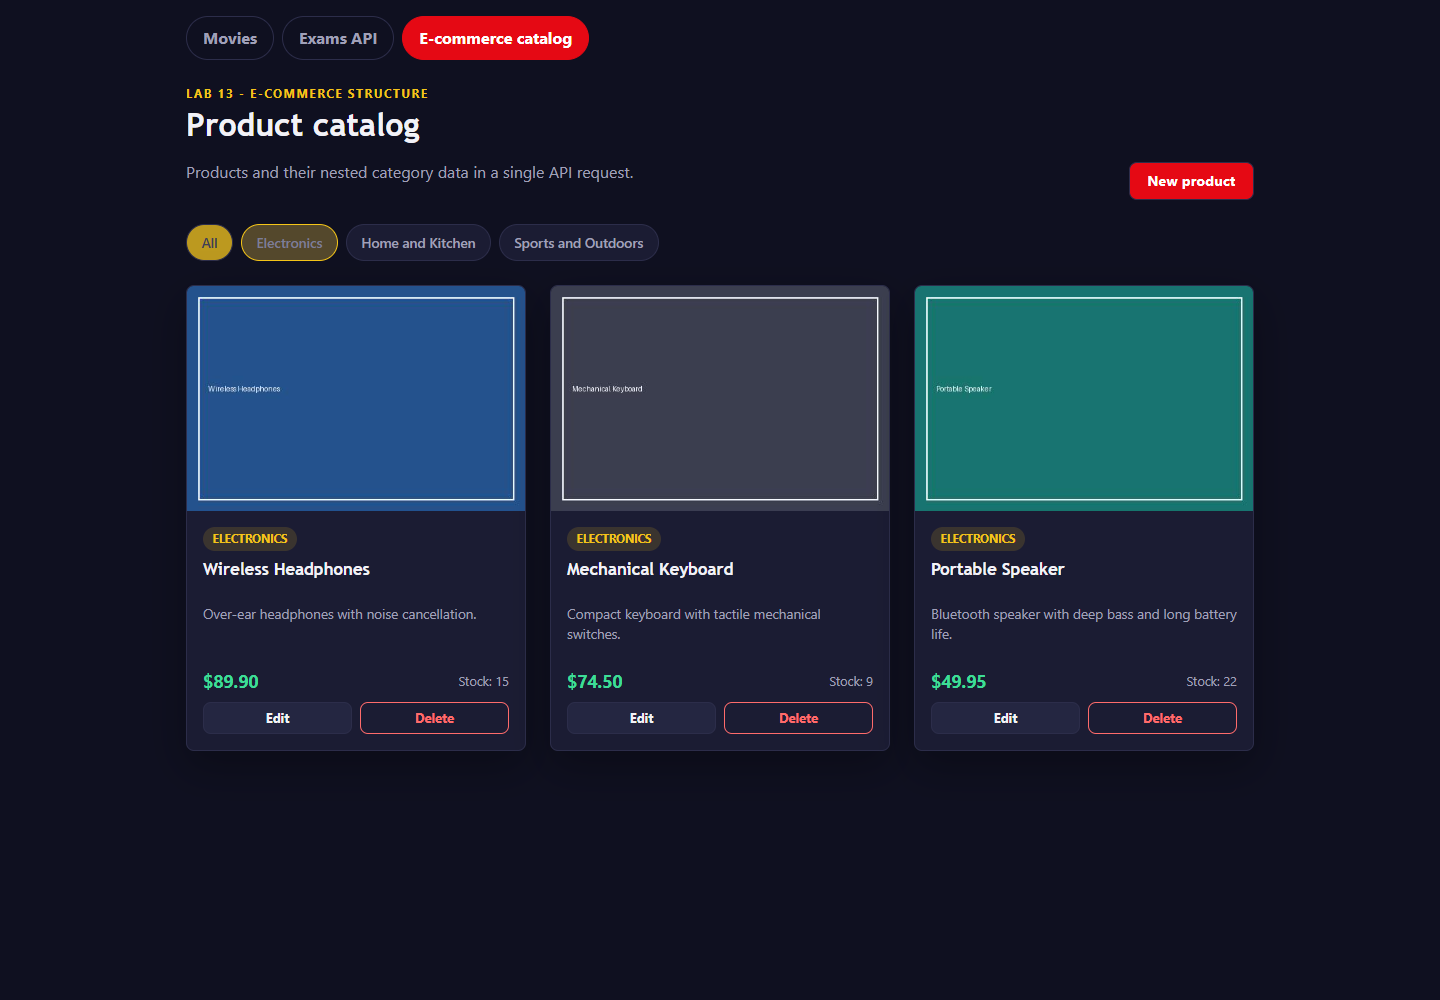 Movies
Exams API
E-commerce catalog
LAB 13 - E-COMMERCE STRUCTURE
Product catalog
Products and their nested category data in a single API request.
New product
All
Electronics
Home and Kitchen
Sports and Outdoors
Wireless Headphones
Mechanical Keyboard
Portable Speaker
ELECTRONICS
Wireless Headphones
Over-ear headphones with noise cancellation.
$89.90
Stock: 15
Edit
Delete
ELECTRONICS
Mechanical Keyboard
Compact keyboard with tactile mechanical
switches.
$74.50
Stock: 9
Edit
Delete
ELECTRONICS
Portable Speaker
Bluetooth speaker with deep bass and long battery
life.
$49.95
Stock: 22
Edit
Delete